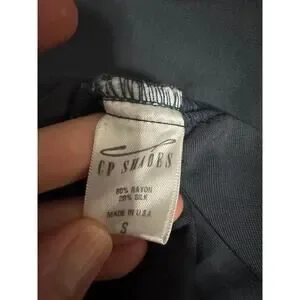 CP SHADES
80% RAYON
20% SILK
MADE IN U.S.A
S